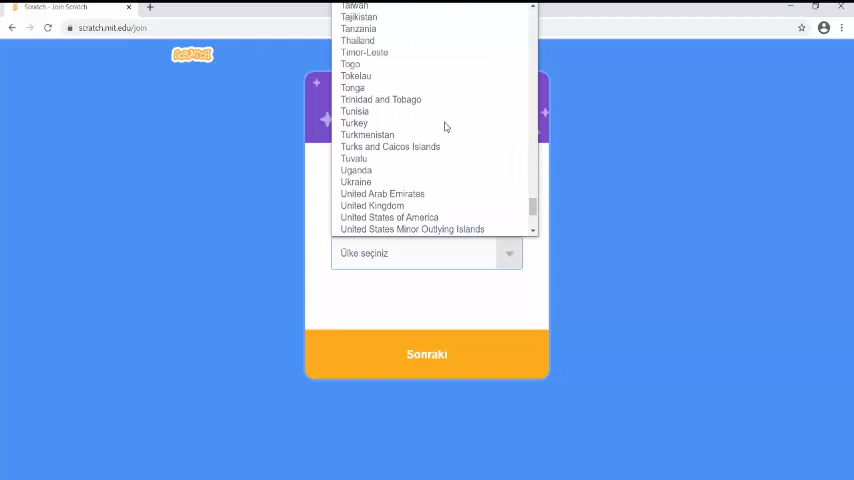 Scratch - Join Scratch
scratch.mit.edu/join
SCRATCH
Taiwan
Tajikistan
Tanzania
Thailand
Timor-Leste
Togo
Tokelau
Tonga
Trinidad and Tobago
Tunisia
Turkey
Turkmenistan
Turks and Caicos Islands
Tuvalu
Uganda
Ukraine
United Arab Emirates
United Kingdom
United States of America
United States Minor Outlying Islands
Ülke seçiniz
Sonraki